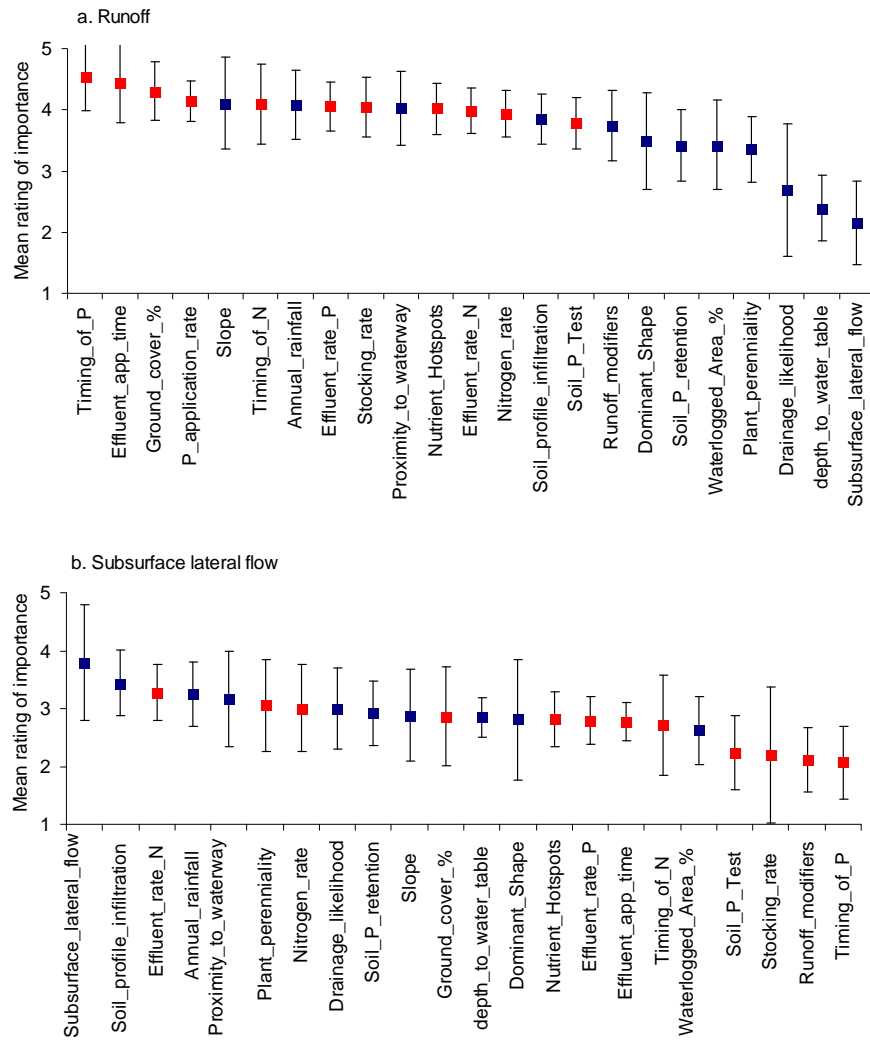 a. Runoff
Mean rating of importance
5
4
3
2
1
Timing_of_P
Effluent_app_time
Ground_cover_%
P_application_rate
Slope
Timing_of_N
Annual_rainfall
Effluent_rate_P
Stocking_rate
Proximity_to_waterway
Nutrient_Hotspots
Effluent_rate_N
Nitrogen_rate
Soil_profile_infiltration
Soil_P_Test
Runoff_modifiers
Dominant_Shape
Soil_P_retention
Waterlogged_Area_%
Plant_perenniality
Drainage_likelihood
depth_to_water_table
Subsurface_lateral_flow
b. Subsurface lateral flow
Mean rating of importance
5
4
3
2
1
Subsurface_lateral_flow
Soil_profile_infiltration
Effluent_rate_N
Annual_rainfall
Proximity_to_waterway
Plant_perenniality
Nitrogen_rate
Drainage_likelihood
Soil_P_retention
Slope
Ground_cover_%
depth_to_water_table
Dominant_Shape
Nutrient_Hotspots
Effluent_rate_P
Effluent_app_time
Timing_of_N
Waterlogged_Area_%
Soil_P_Test
Stocking_rate
Runoff_modifiers
Timing_of_P